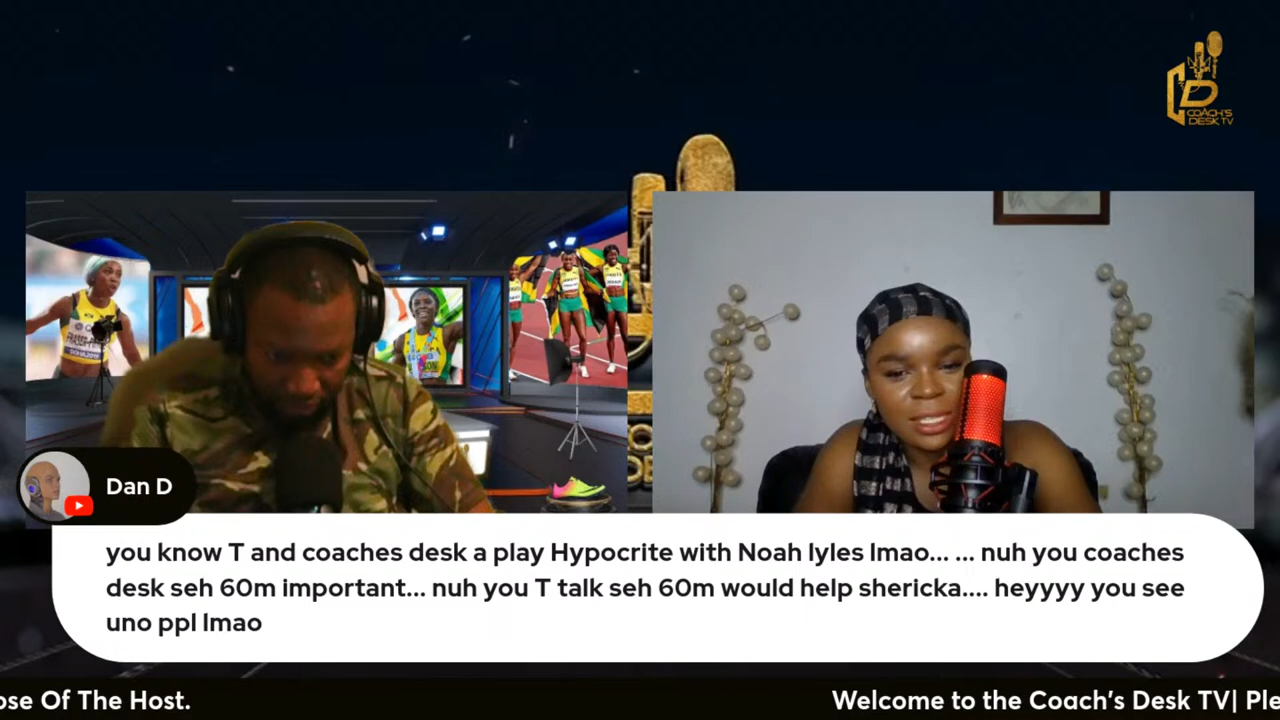 COACH'S
DESK TV
Dan D
you know T and coaches desk a play Hypocrite with Noah lyles lmao... ... nuh you coaches
desk seh 60m important... nuh you T talk seh 60m would help shericka.... heyyyy you see
uno ppl lmao
ose Of The Host.
Welcome to the Coach's Desk TV| Ple